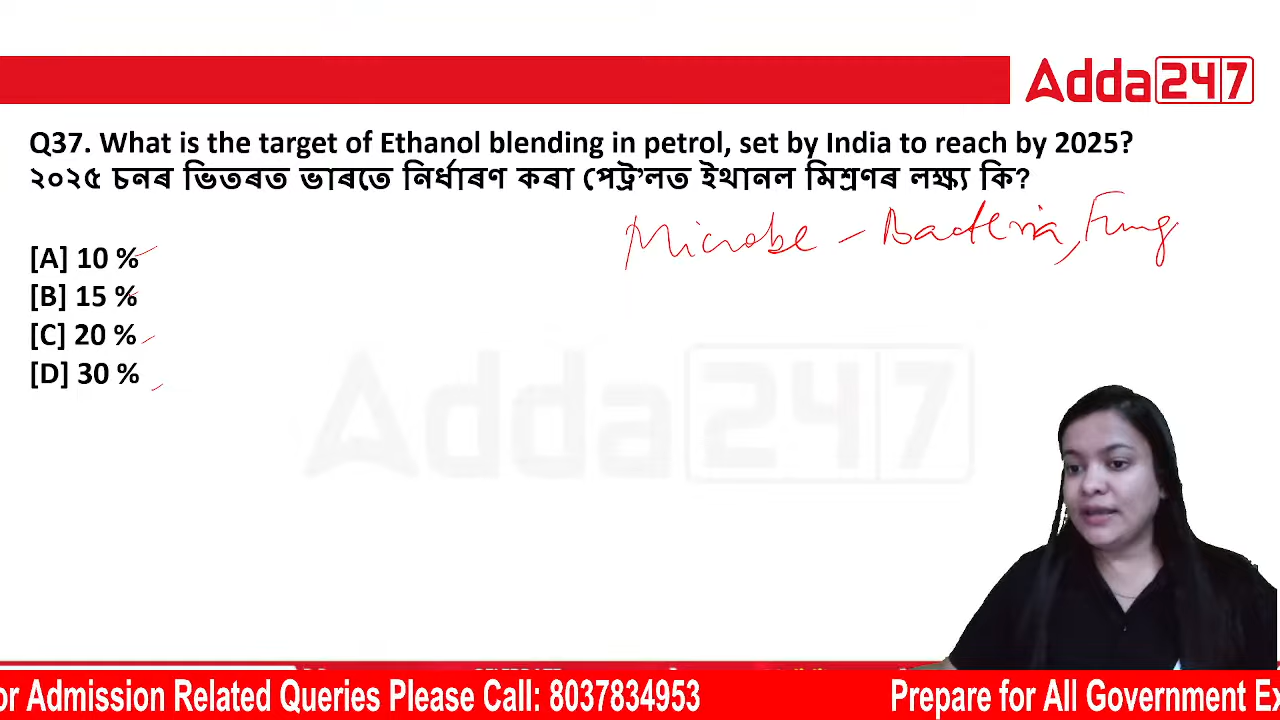 Adda247
Q37. What is the target of Ethanol blending in petrol, set by India to reach by 2025?
২০২৫ চনৰ ভিতৰত ভাৰতে নিৰ্ধাৰণ কৰা পেট্ৰ’লত ইথানল মিশ্ৰণৰ লক্ষ্য কি?
Microbe - Bacteria, Fung
[A] 10 %
[B] 15 %
[C] 20 %
[D] 30 %
Adda247
or Admission Related Queries Please Call: 8037834953 Prepare for All Government Ex